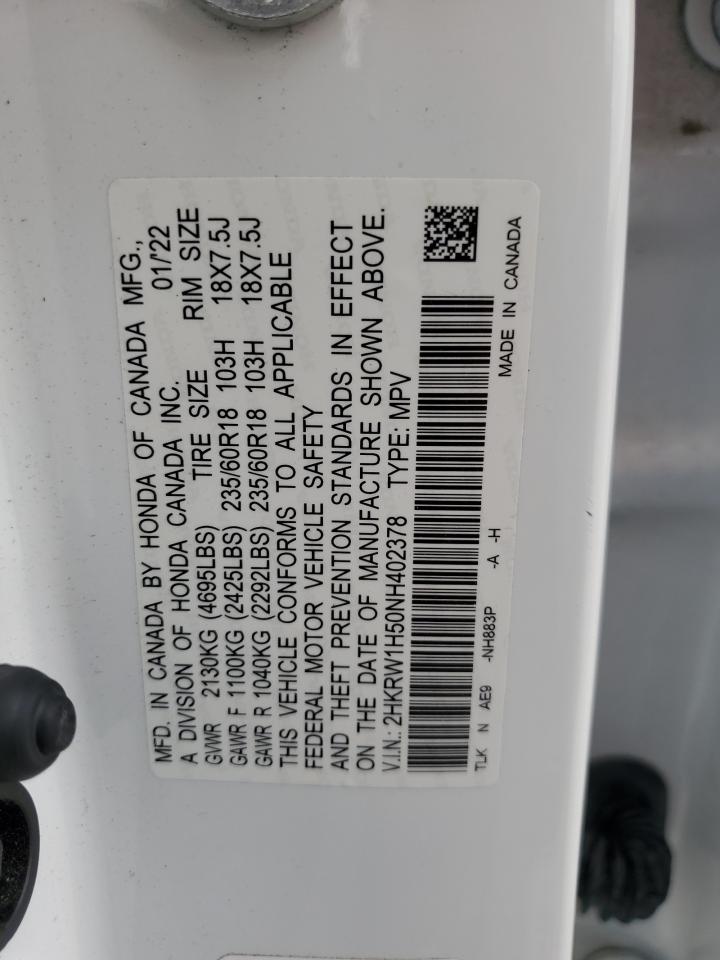 MFD. IN CANADA BY HONDA OF CANADA MFG.,
A DIVISION OF HONDA CANADA INC. 01/'22
GVWR 2130KG (4695LBS) TIRE SIZE RIM SIZE
GAWR F 1100KG (2425LBS) 235/60R18 103H 18X7.5J
GAWR R 1040KG (2292LBS) 235/60R18 103H 18X7.5J
THIS VEHICLE CONFORMS TO ALL APPLICABLE
FEDERAL MOTOR VEHICLE SAFETY
AND THEFT PREVENTION STANDARDS IN EFFECT
ON THE DATE OF MANUFACTURE SHOWN ABOVE.
V.I.N.: 2HKRW1H50NH402378 TYPE: MPV
TLK N AE9 -NH883P -A -H MADE IN CANADA